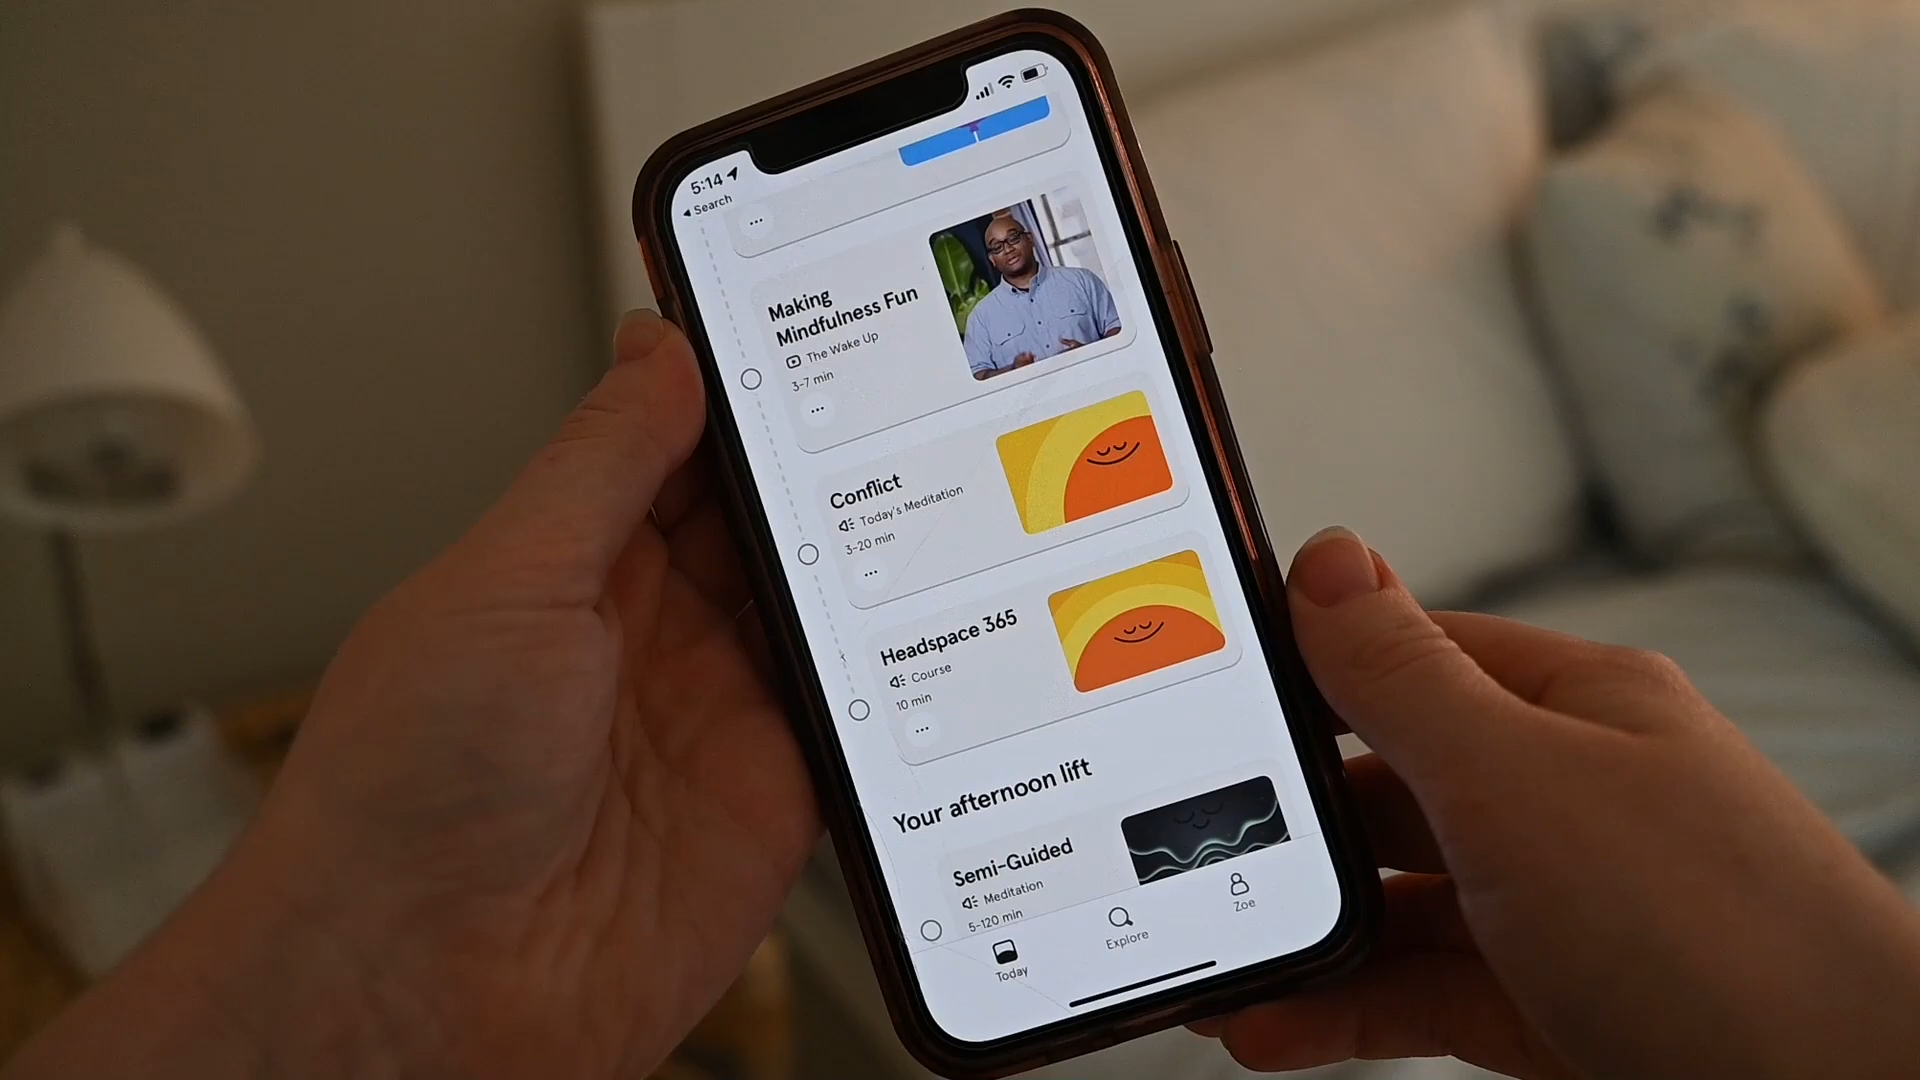 5:14
Search
Making
Mindfulness Fun
The Wake Up
3-7 min
Conflict
Today's Meditation
3-20 min
Headspace 365
Course
10 min
Your afternoon lift
Semi-Guided
Meditation
5-120 min
Today
Explore
Zoe